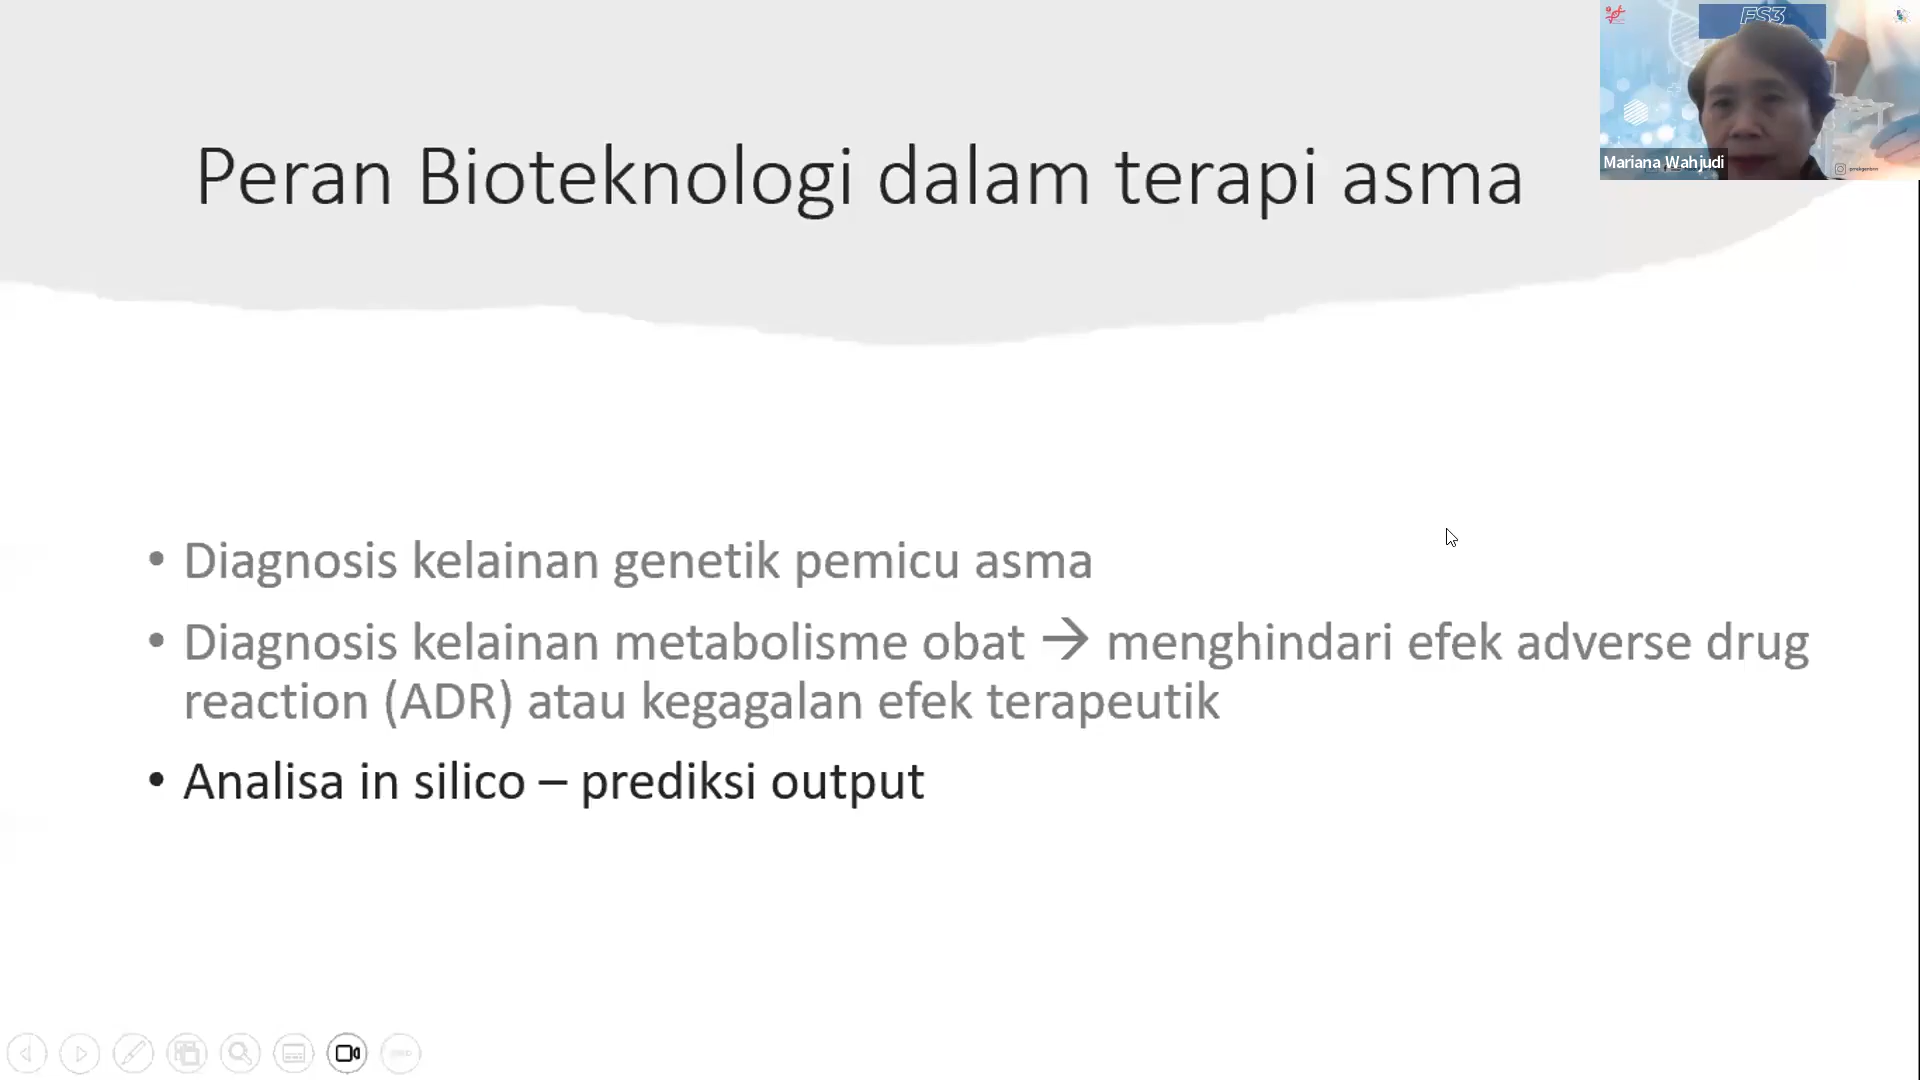 FS3
Mariana Wahjudi
Peran Bioteknologi dalam terapi asma
• Diagnosis kelainan genetik pemicu asma
• Diagnosis kelainan metabolisme obat → menghindari efek adverse drug
reaction (ADR) atau kegagalan efek terapeutik
• Analisa in silico – prediksi output